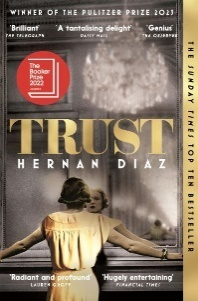 WINNER OF THE PULITZER PRIZE 2023
'Brilliant' 'A tantalising delight' 'Genius'
THE TELEGRAPH DAILY MAIL THE OBSERVER
The
Booker
Prize
2022
TRUST
HERNAN DIAZ
'Radiant and profound' 'Hugely entertaining'
LAUREN GROFF FINANCIAL TIMES
THE SUNDAY TIMES TOP TEN BESTSELLER